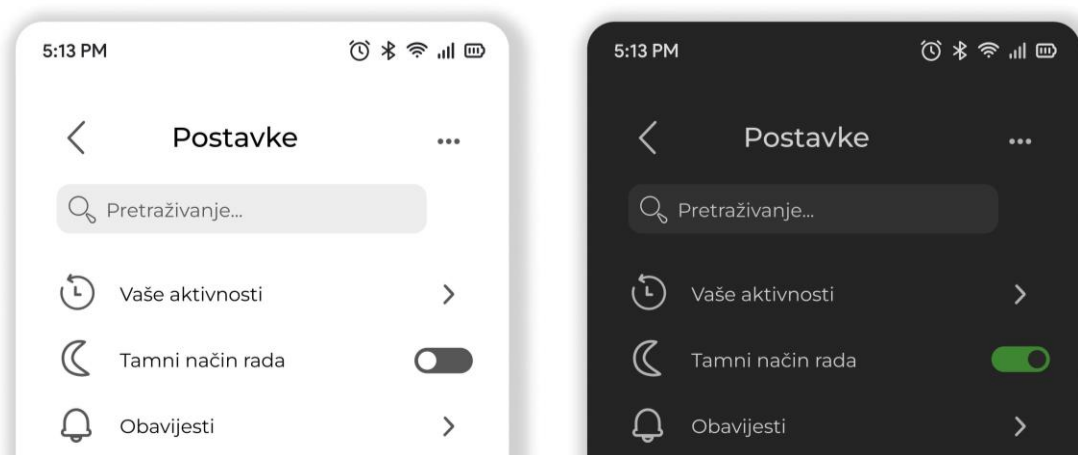 5:13 PM
Postavke
Pretraživanje...
Vaše aktivnosti
Tamni način rada
Obavijesti
5:13 PM
Postavke
Pretraživanje...
Vaše aktivnosti
Tamni način rada
Obavijesti